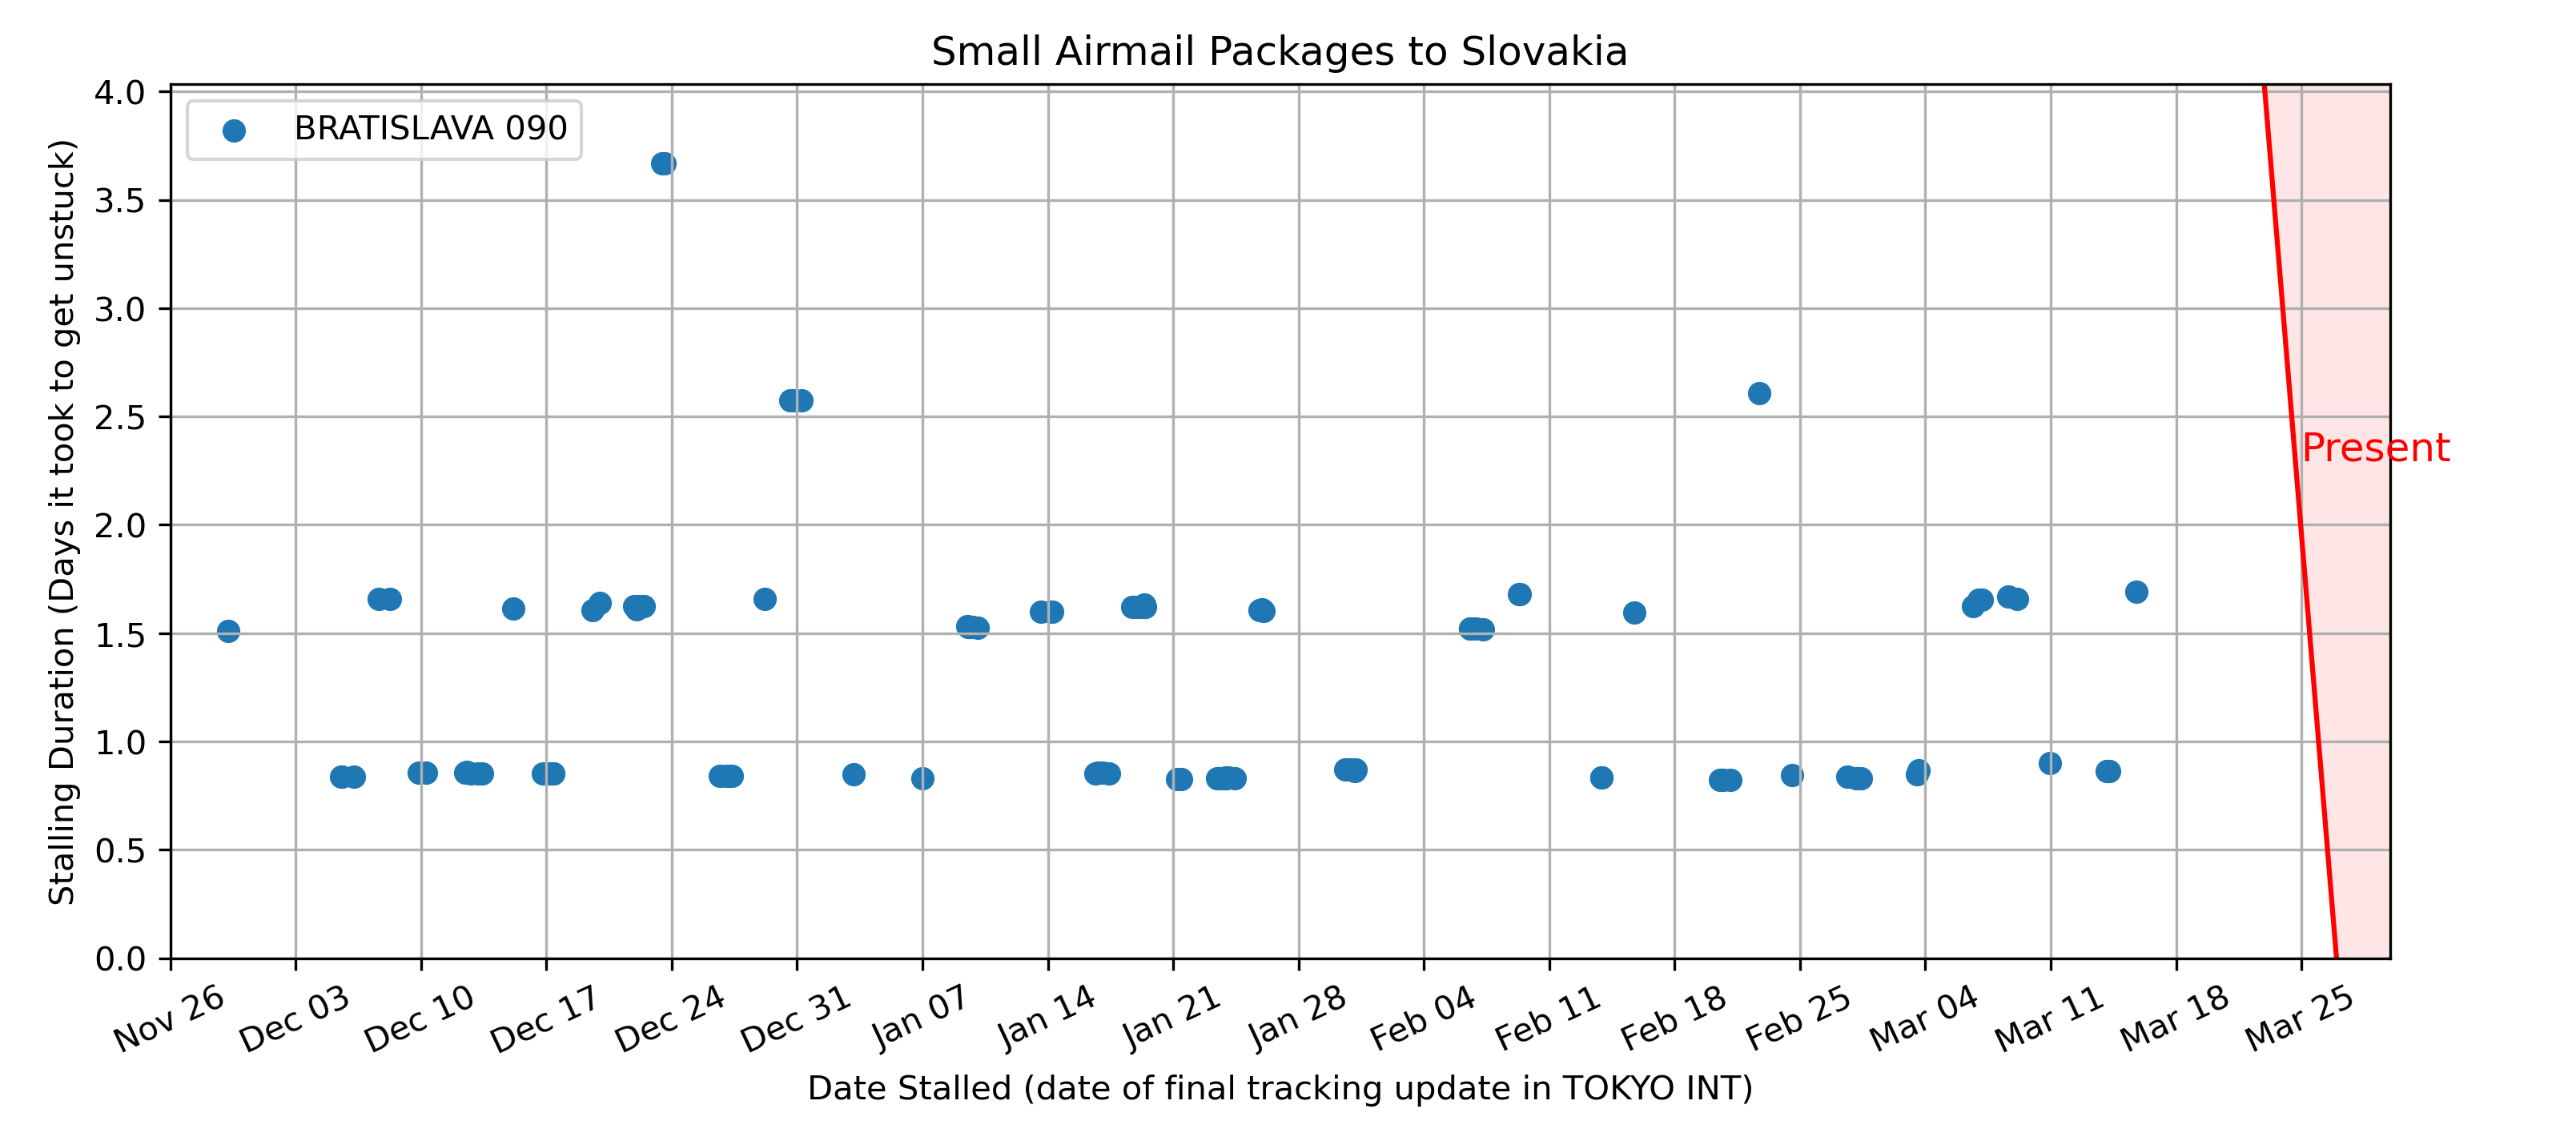 Small Airmail Packages to Slovakia
BRATISLAVA 090
Stalling Duration (Days it took to get unstuck)
4.0
3.5
3.0
2.5
2.0
1.5
1.0
0.5
0.0
Present
Nov 26 Dec 03 Dec 10 Dec 17 Dec 24 Dec 31 Jan 07 Jan 14 Jan 21 Jan 28 Feb 04 Feb 11 Feb 18 Feb 25 Mar 04 Mar 11 Mar 18 Mar 25
Date Stalled (date of final tracking update in TOKYO INT)